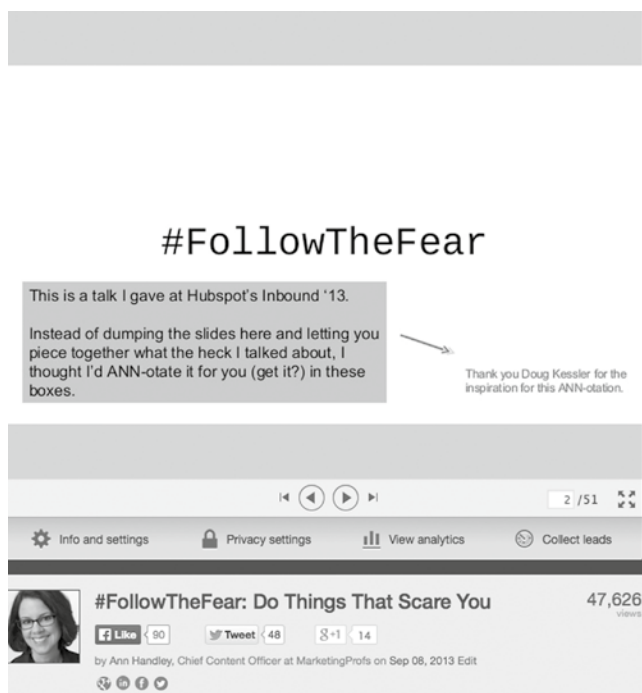 #FollowTheFear
This is a talk I gave at Hubspot's Inbound '13.
Instead of dumping the slides here and letting you
piece together what the heck I talked about, I
thought I'd ANN-otate it for you (get it?) in these
boxes.
Thank you Doug Kessler for the
inspiration for this ANN-otation.
2 /51
Info and settings
Privacy settings
View analytics
Collect leads
#FollowTheFear: Do Things That Scare You
47,626
views
Like 90 Tweet 48 g+1 14
by Ann Handley, Chief Content Officer at MarketingProfs on Sep 08, 2013 Edit